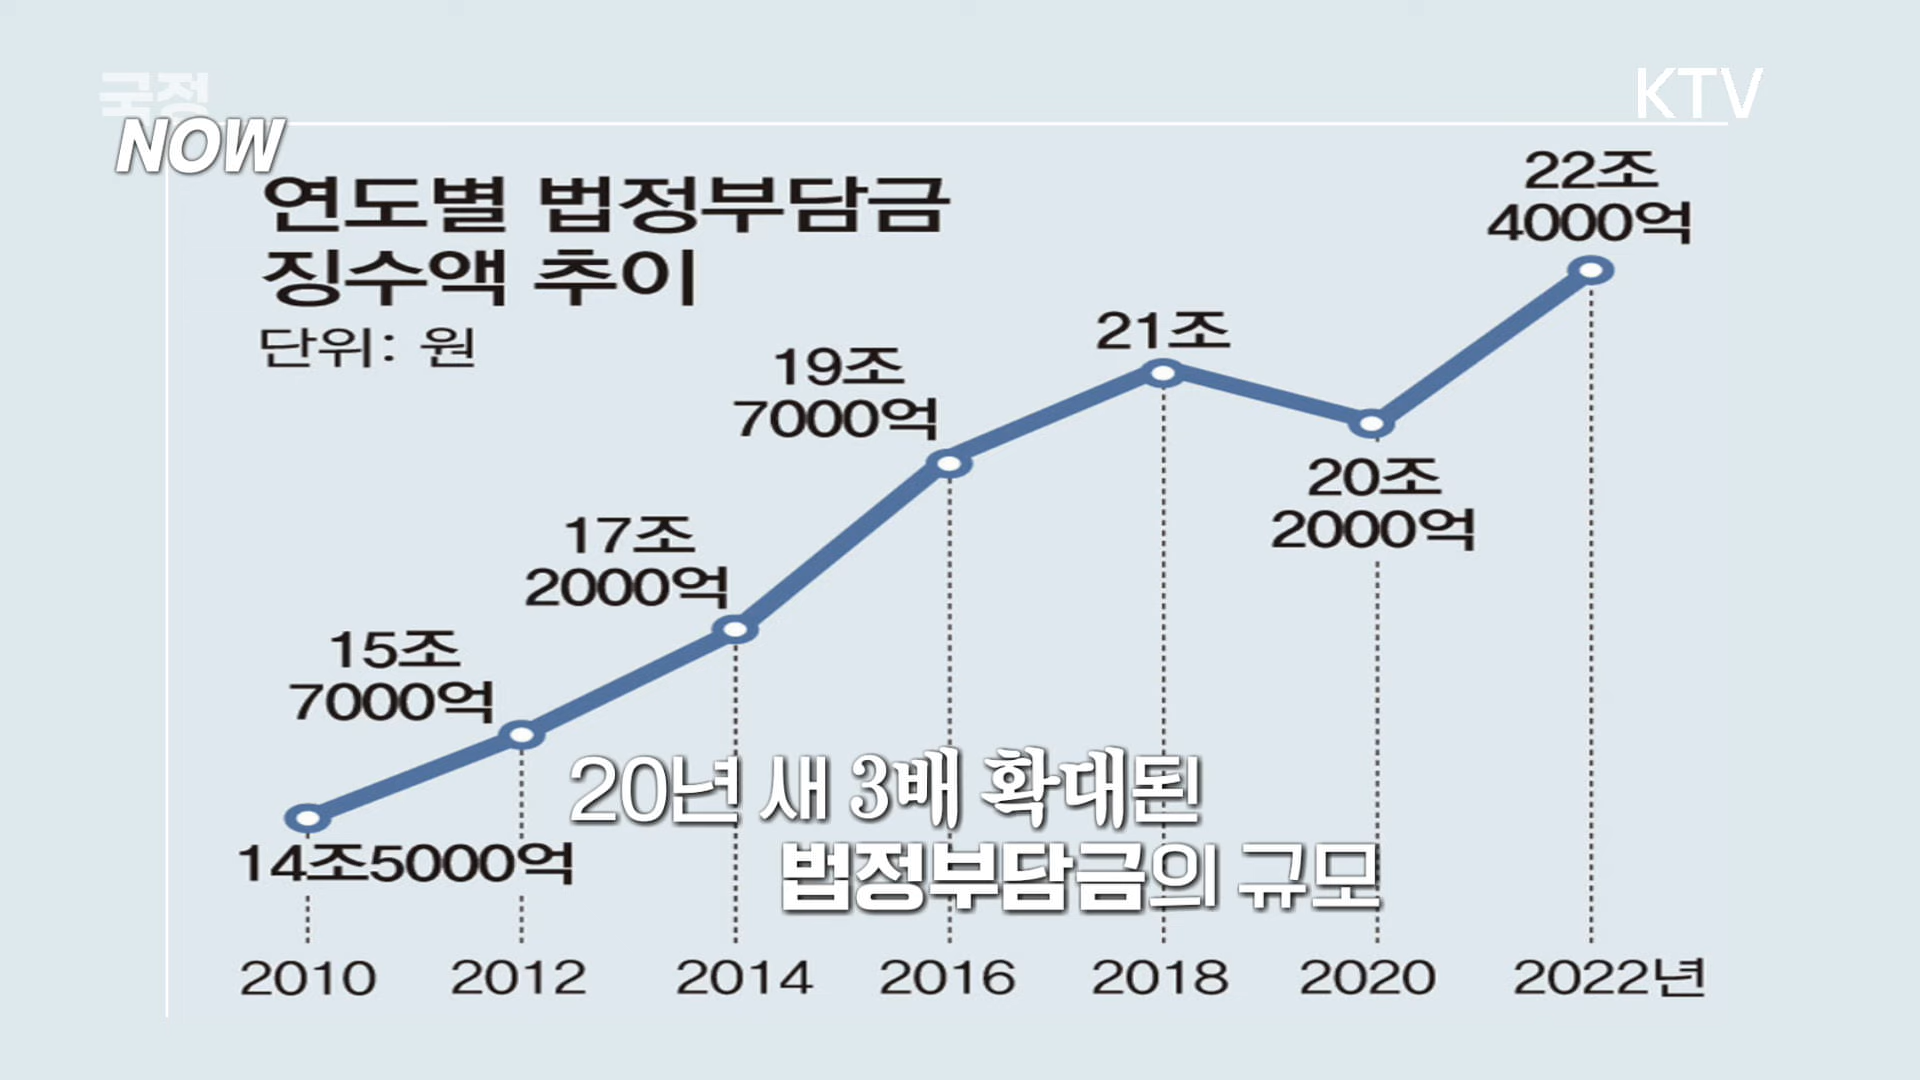 국정
NOW
KTV
연도별 법정부담금
징수액 추이
단위: 원
14조5000억
15조
7000억
17조
2000억
19조
7000억
21조
20조
2000억
22조
4000억
20년 새 3배 확대된
법정부담금의 규모
2010 2012 2014 2016 2018 2020 2022년